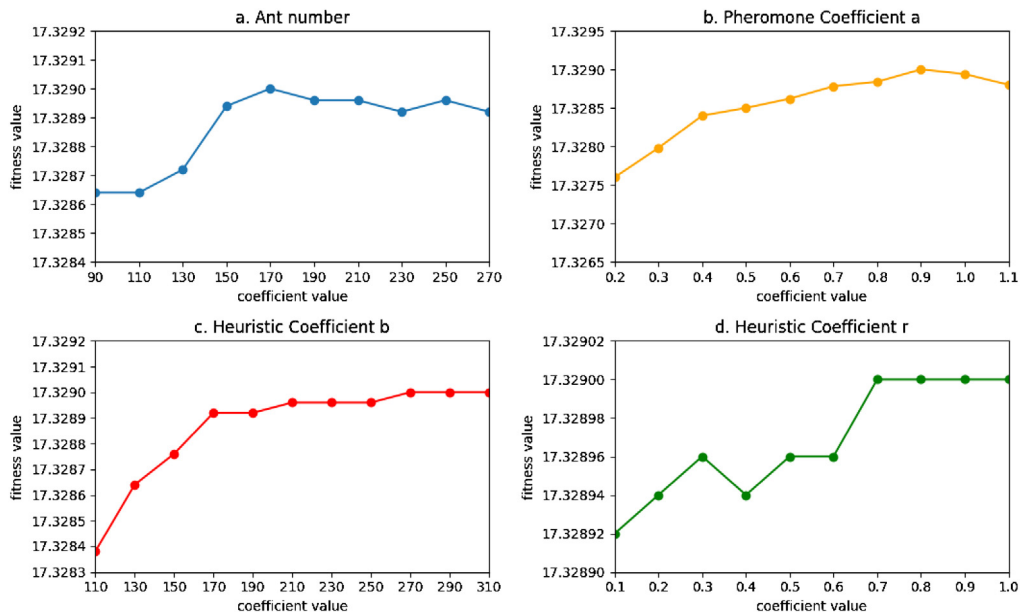 a. Ant number
17.3292
17.3291
17.3290
17.3289
17.3288
17.3287
17.3286
17.3285
17.3284
fitness value
90 110 130 150 170 190 210 230 250 270
coefficient value
b. Pheromone Coefficient a
17.3295
17.3290
17.3285
17.3280
17.3275
17.3270
17.3265
fitness value
0.2 0.3 0.4 0.5 0.6 0.7 0.8 0.9 1.0 1.1
coefficient value
c. Heuristic Coefficient b
17.3292
17.3291
17.3290
17.3289
17.3288
17.3287
17.3286
17.3285
17.3284
17.3283
fitness value
110 130 150 170 190 210 230 250 270 290 310
coefficient value
d. Heuristic Coefficient r
17.32902
17.32900
17.32898
17.32896
17.32894
17.32892
17.32890
fitness value
0.1 0.2 0.3 0.4 0.5 0.6 0.7 0.8 0.9 1.0
coefficient value